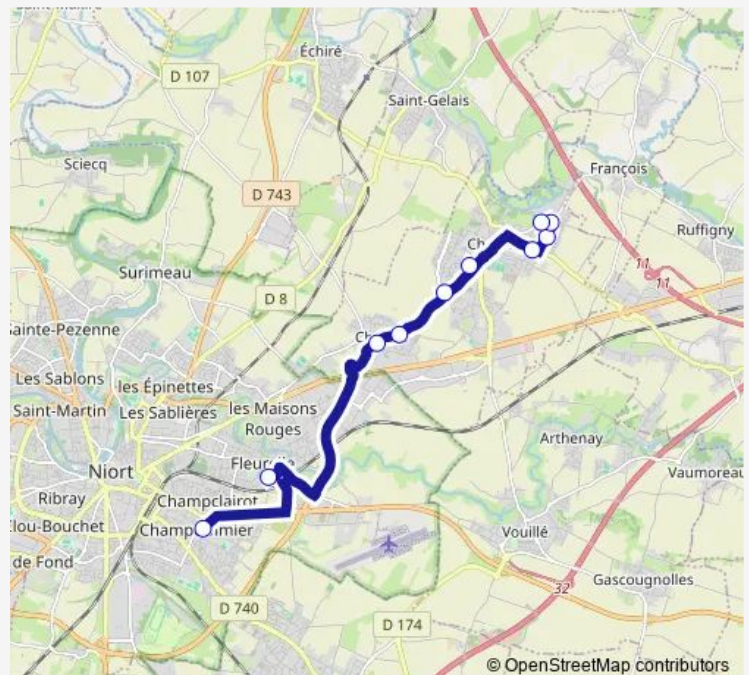 Échiré
D 107
Saint-Gelais
François
Sciecq
D 743
Ruffigny
Surimeau
D 8
11
11
Sainte-Pezenne
Les Sablons
les Épinettes
Saint-Martin
Les Sablières
les Maisons
Rouges
Arthenay
Niort
Vaumoreau
Ribray
Champclairot
Clou-Bouchet
Vouillé
de Fond
Gascougnolles
32
D 740
D 174
© OpenStreetMap contributors